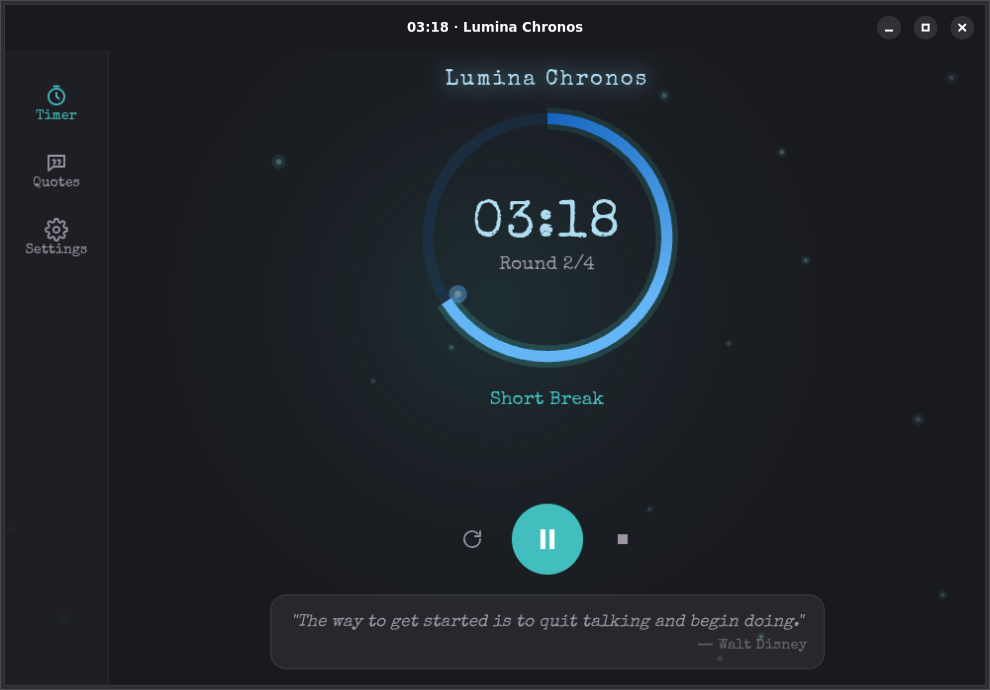 03:18 · Lumina Chronos
Timer
Quotes
Settings
Lumina Chronos
03:18
Round 2/4
Short Break
"The way to get started is to quit talking and begin doing."
— Walt Disney